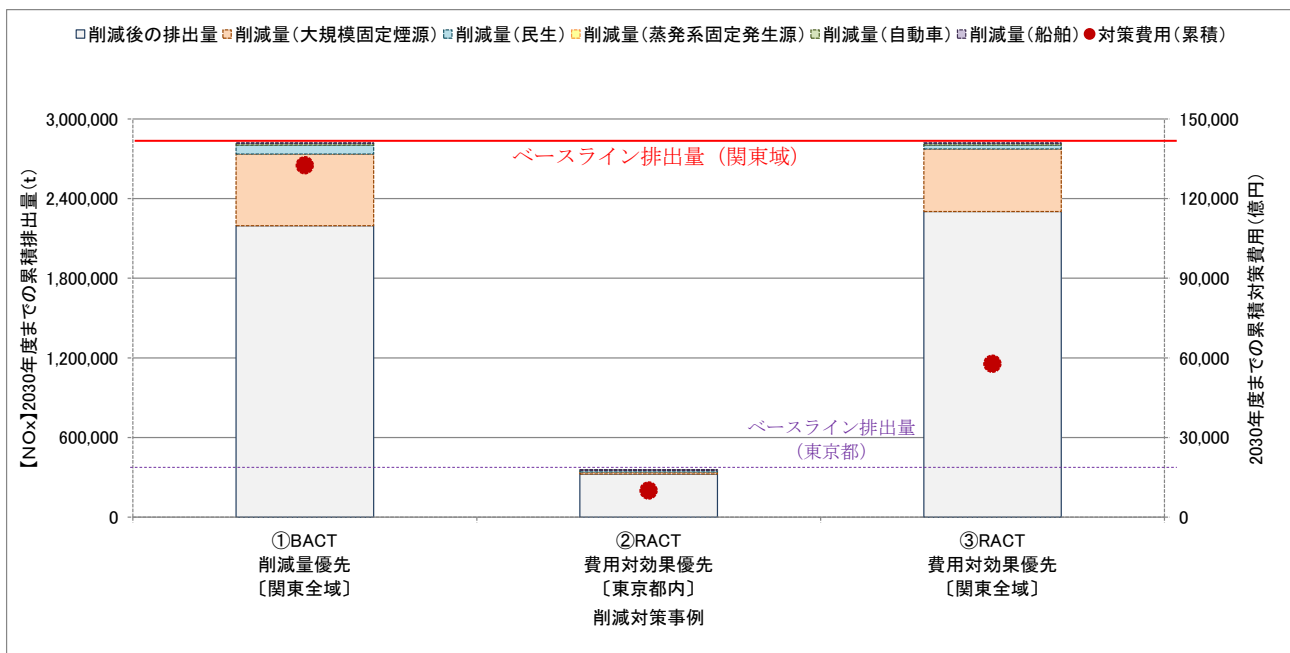 削減後の排出量 削減量(大規模固定煙源) 削減量(民生) 削減量(蒸発系固定発生源) 削減量(自動車) 削減量(船舶) 対策費用(累積)
【NOx】2030年度までの累積排出量(t)
3,000,000
2,400,000
1,800,000
1,200,000
600,000
0
ベースライン排出量（関東域）
ベースライン排出量
（東京都）
150,000
120,000
90,000
60,000
30,000
0
2030年度までの累積対策費用(億円)
①BACT
削減量優先
〔関東全域〕
②RACT
費用対効果優先
〔東京都内〕
③RACT
費用対効果優先
〔関東全域〕
削減対策事例